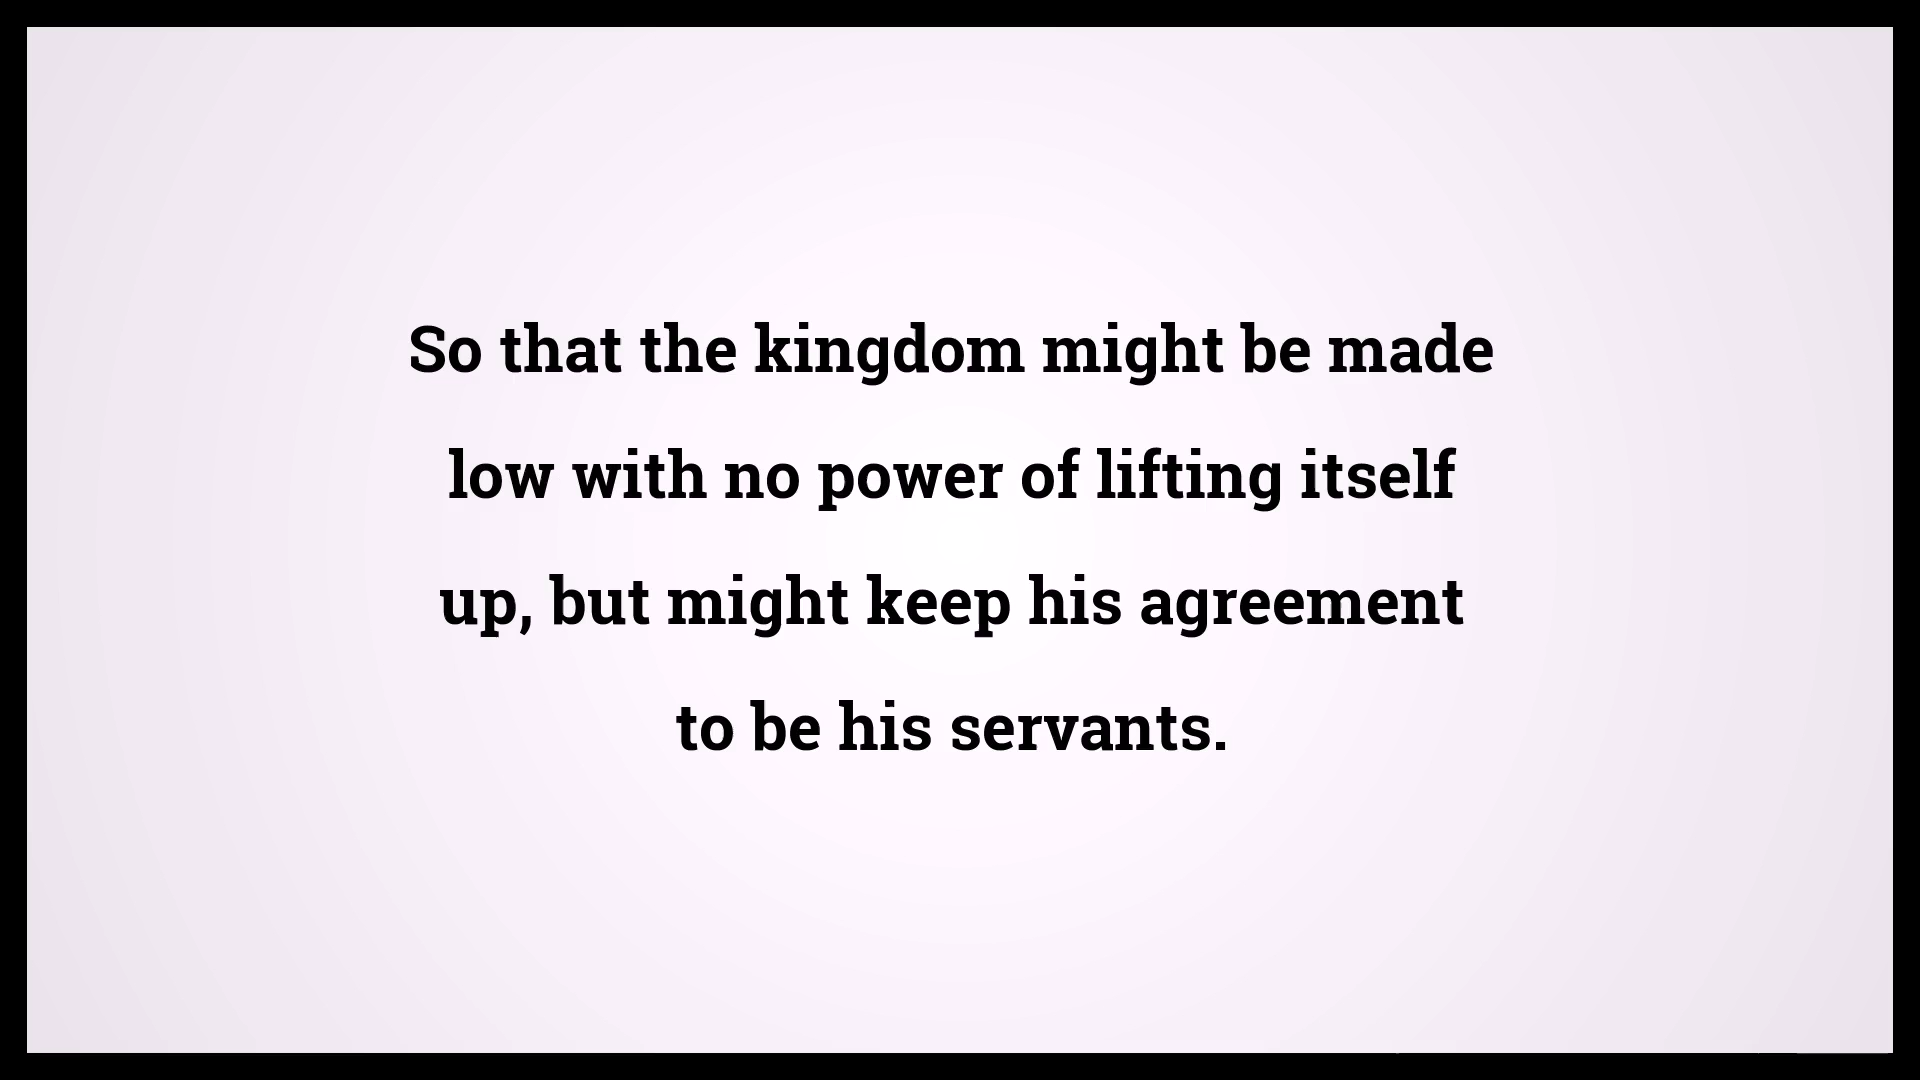 So that the kingdom might be made
low with no power of lifting itself
up, but might keep his agreement
to be his servants.